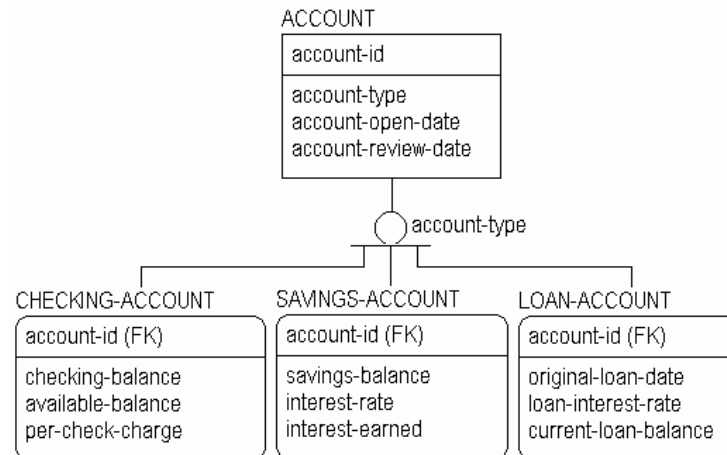 ACCOUNT
account-id
account-type
account-open-date
account-review-date
account-type
CHECKING-ACCOUNT
account-id (FK)
checking-balance
available-balance
per-check-charge
SAVINGS-ACCOUNT
account-id (FK)
savings-balance
interest-rate
interest-earned
LOAN-ACCOUNT
account-id (FK)
original-loan-date
loan-interest-rate
current-loan-balance